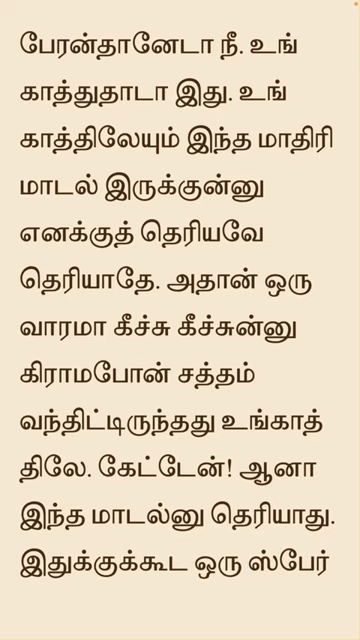 பேரன்தானேடா நீ. உங்
காத்துதாடா இது. உங்
காத்திலேயும் இந்த மாதிரி
மாடல் இருக்குன்னு
எனக்குத் தெரியவே
தெரியாதே. அதான் ஒரு
வாரமா கீச்சு கீச்சுன்னு
கிராமபோன் சத்தம்
வந்திட்டிருந்தது உங்காத்
திலே. கேட்டேன்! ஆனா
இந்த மாடல்னு தெரியாது.
இதுக்குக்கூட ஒரு ஸ்பேர்